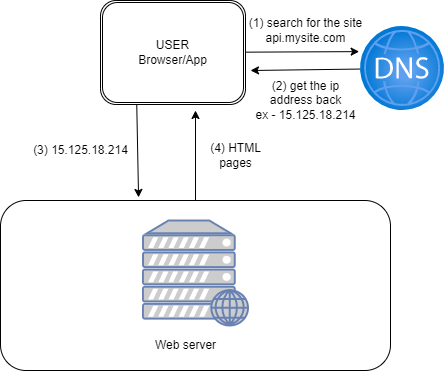 USER
Browser/App
(1) search for the site
api.mysite.com
DNS
(2) get the ip
address back
ex - 15.125.18.214
(3) 15.125.18.214
(4) HTML
pages
Web server